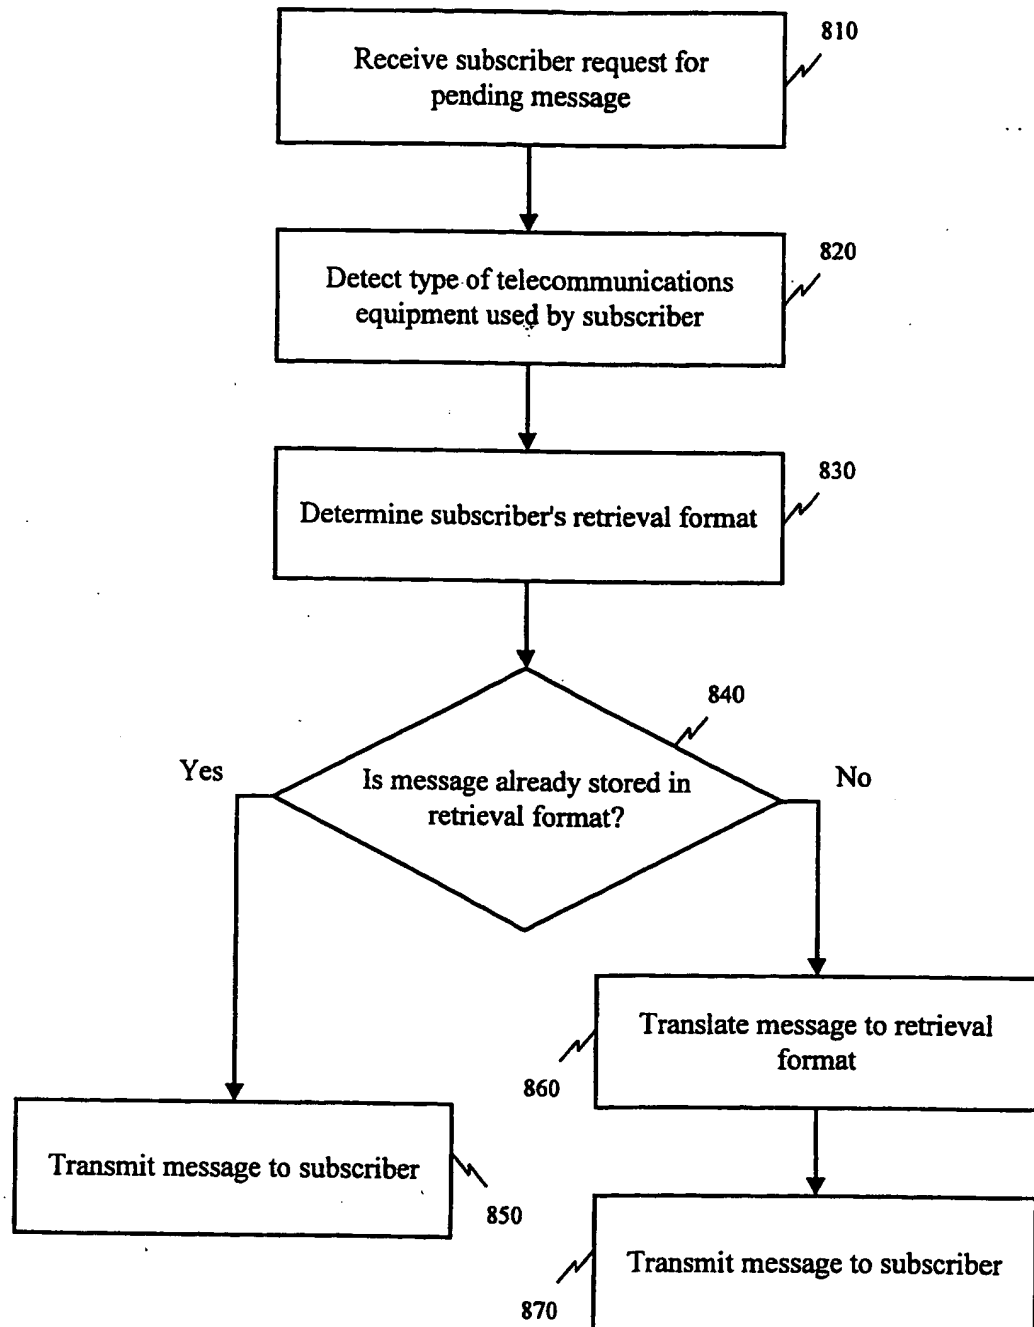 810
Receive subscriber request for
pending message
820
Detect type of telecommunications
equipment used by subscriber
830
Determine subscriber's retrieval format
840
Yes
No
Is message already stored in
retrieval format?
Translate message to retrieval
format
860
Transmit message to subscriber
850
Transmit message to subscriber
870